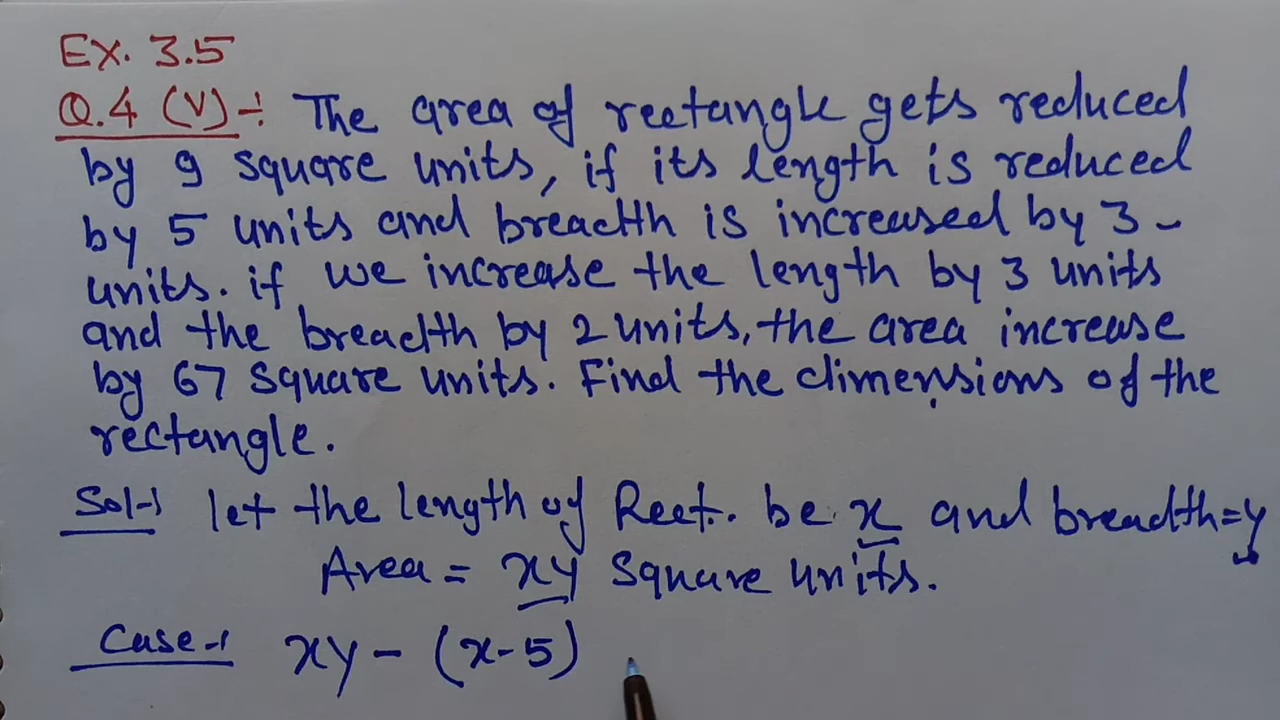 Ex. 3.5
Q.4 (V)-: The area of rectangle gets reduced
by 9 square units, if its length is reduced
by 5 units and breadth is increased by 3-
units. if we increase the length by 3 units
and the breadth by 2 units, the area increase
by 67 square units. Find the dimensions of the
rectangle.
Sol-) let the length of Rect. be x and breadth=y
Area = xy Square units.
Case-1 xy - (x-5)